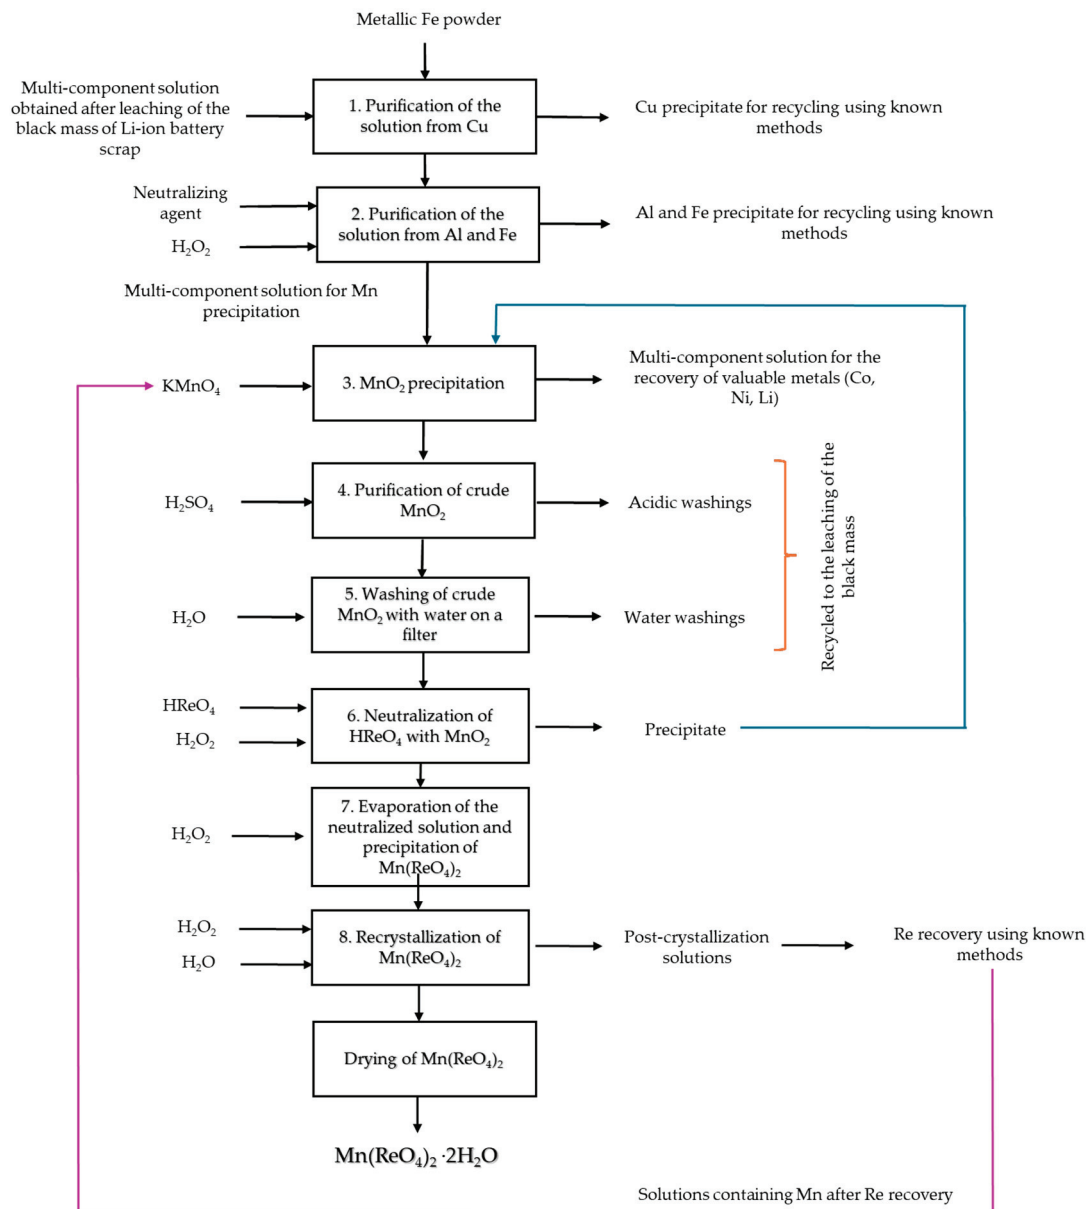 Metallic Fe powder
Multi-component solution
obtained after leaching of the
black mass of Li-ion battery
scrap
1. Purification of the
solution from Cu
Cu precipitate for recycling using known
methods
Neutralizing
agent
H₂O₂
2. Purification of the
solution from Al and Fe
Al and Fe precipitate for recycling using known
methods
Multi-component solution for Mn
precipitation
KMnO₄
3. MnO₂ precipitation
Multi-component solution for the
recovery of valuable metals (Co,
Ni, Li)
H₂SO₄
4. Purification of crude
MnO₂
Acidic washings
Recycled to the leaching of the
black mass
H₂O
5. Washing of crude
MnO₂ with water on a
filter
Water washings
HReO₄
H₂O₂
6. Neutralization of
HReO₄ with MnO₂
Precipitate
H₂O₂
7. Evaporation of the
neutralized solution and
precipitation of
Mn(ReO₄)₂
H₂O₂
H₂O
8. Recrystallization of
Mn(ReO₄)₂
Post-crystallization
solutions
Re recovery using known
methods
Drying of Mn(ReO₄)₂
Mn(ReO₄)₂ ·2H₂O
Solutions containing Mn after Re recovery